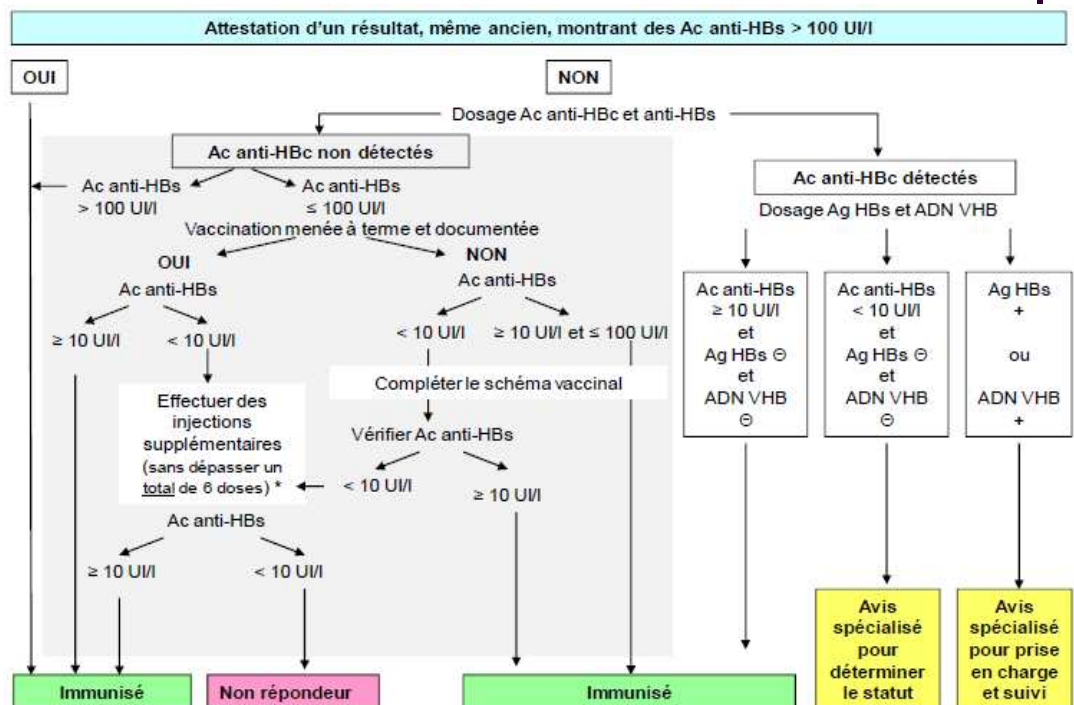 Attestation d'un résultat, même ancien, montrant des Ac anti-HBs > 100 UI/l
OUI
NON
Dosage Ac anti-HBc et anti-HBs
Ac anti-HBc non détectés
Ac anti-HBs
> 100 UI/l
Ac anti-HBs
≤ 100 UI/l
Vaccination menée à terme et documentée
OUI
Ac anti-HBs
≥ 10 UI/l
< 10 UI/l
Effectuer des
injections
supplémentaires
(sans dépasser un
total de 6 doses) *
NON
Ac anti-HBs
< 10 UI/l
≥ 10 UI/l et ≤ 100 UI/l
Compléter le schéma vaccinal
Vérifier Ac anti-HBs
< 10 UI/l
≥ 10 UI/l
Ac anti-HBs
≥ 10 UI/l
< 10 UI/l
Ac anti-HBc détectés
Dosage Ag HBs et ADN VHB
Ac anti-HBs
≥ 10 UI/l
et
Ag HBs ⊖
et
ADN VHB
⊖
Ac anti-HBs
< 10 UI/l
et
Ag HBs ⊖
et
ADN VHB
⊖
Ag HBs
+
ou
ADN VHB
+
Immunisé
Non répondeur
Immunisé
Avis
spécialisé
pour
déterminer
le statut
Avis
spécialisé
pour prise
en charge
et suivi